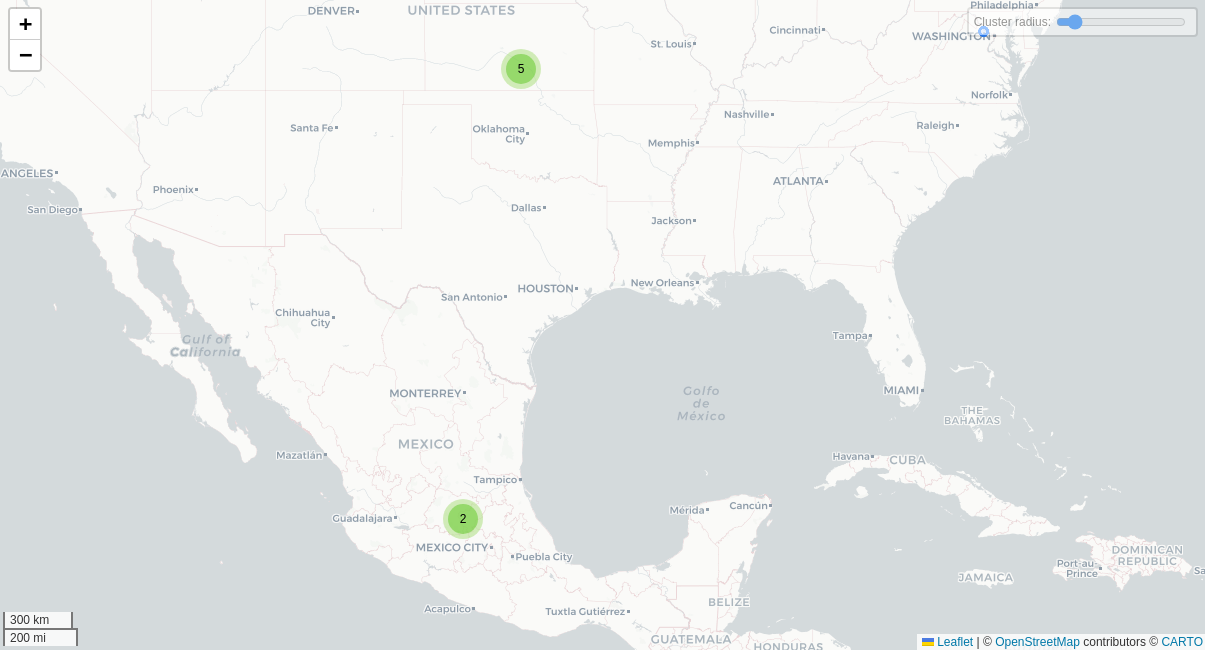 +
−
Cluster radius:
DENVER
UNITED STATES
Philadelphia
Cincinnati
WASHINGTON
St. Louis
5
Norfolk
Nashville
Raleigh
Santa Fe
Oklahoma
City
Memphis
ANGELES
Phoenix
ATLANTA
San Diego
Dallas
Jackson
New Orleans
HOUSTON
San Antonio
Chihuahua
City
Gulf of
California
Tampa
MONTERREY
Golfo
de
México
MIAMI
THE
BAHAMAS
MEXICO
Mazatlán
Havana
CUBA
Tampico
Mérida
Cancún
Guadalajara
2
MEXICO CITY
Puebla City
DOMINICAN
REPUBLIC
Port-au-
Prince
Sa
JAMAICA
BELIZE
Acapulco
Tuxtla Gutiérrez
GUATEMALA
HONDURAS
300 km
200 mi
Leaflet | © OpenStreetMap contributors © CARTO